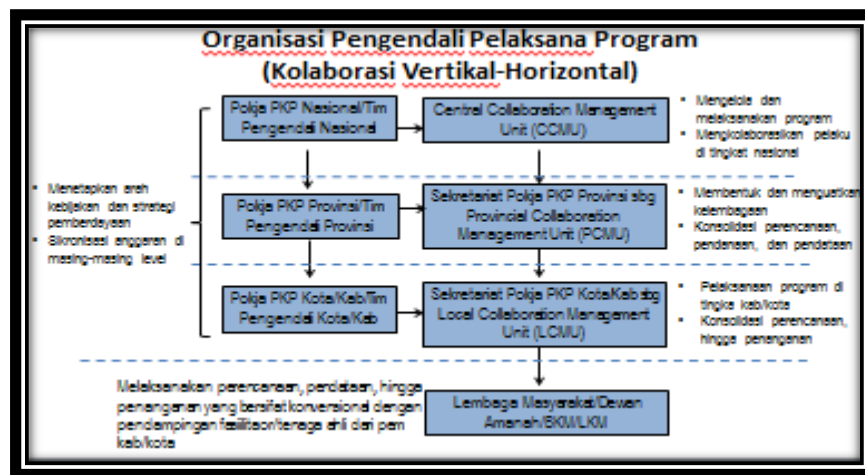 Organisasi Pengendali Pelaksana Program
(Kolaborasi Vertikal-Horizontal)
Pokja PKP Nasional/Tim
Pengendali Nasional
Central Collaboration Management
Unit (CCMU)
• Mengelola dan
melaksanakan program
• Mengkolaborasikan pelaku
di tingkat nasional
• Menetapkan arah
kebijakan dan strategi
pemberdayaan
• Sikronisasi anggaran di
masing-masing level
Pokja PKP Provinsi/Tim
Pengendali Provinsi
Sekretariat Pokja PKP Provinsi sbg
Provincial Collaboration
Management Unit (PCMU)
• Membentuk dan menguatkan
kelembagaan
• Konsolidasi perencanaan,
pendanaan, dan pendataan
Pokja PKP Kota/Kab/Tim
Pengendali Kota/Kab
Sekretariat Pokja PKP Kota/Kab sbg
Local Collaboration Management
Unit (LCMU)
• Pelaksanaan program di
tingka kab/kota
• Konsolidasi perencanaan,
hingga penanganan
Melaksanakan perencanaan, pendataan, hingga
penanganan yang bersifat konvensional dengan
pendampingan fasilitaor/tenaga ahli dari pem
kab/kota
Lembaga Masyarakat/Dewan
Amanah/BKM/LKM